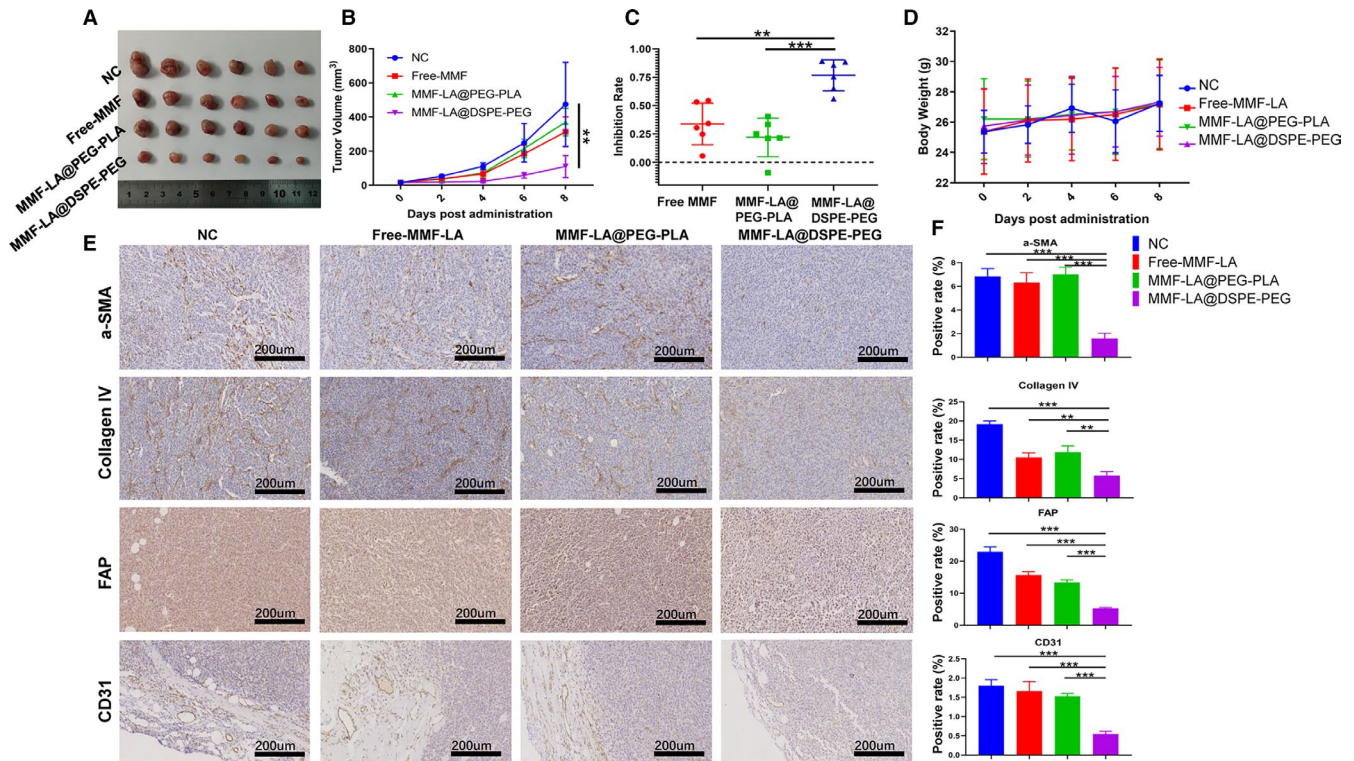 A
NC
Free-MMF
MMF-LA@PEG-PLA
MMF-LA@DSPE-PEG
1 2 3 4 5 6 7 8 9 10 11 12
B
Tumor Volume (mm³)
800
600
400
200
0
0 2 4 6 8
Days post administration
NC
Free-MMF
MMF-LA@PEG-PLA
MMF-LA@DSPE-PEG
**
C
Inhibition Rate
1.00
0.75
0.50
0.25
0.00
**
***
Free MMF
MMF-LA@
PEG-PLA
MMF-LA@
DSPE-PEG
D
Body Weight (g)
32
30
28
26
24
22
0 2 4 6 8
Days post administration
NC
Free-MMF-LA
MMF-LA@PEG-PLA
MMF-LA@DSPE-PEG
E
NC Free-MMF-LA MMF-LA@PEG-PLA MMF-LA@DSPE-PEG
a-SMA
200um 200um 200um 200um
Collagen IV
200um 200um 200um 200um
FAP
200um 200um 200um 200um
CD31
200um 200um 200um 200um
F
NC
Free-MMF-LA
MMF-LA@PEG-PLA
MMF-LA@DSPE-PEG
a-SMA
***
***
***
Positive rate (%)
8
6
4
2
0
Collagen IV
***
**
**
Positive rate (%)
25
20
15
10
5
0
FAP
***
***
***
Positive rate (%)
30
20
10
0
CD31
***
***
***
Positive rate (%)
2.5
2.0
1.5
1.0
0.5
0.0